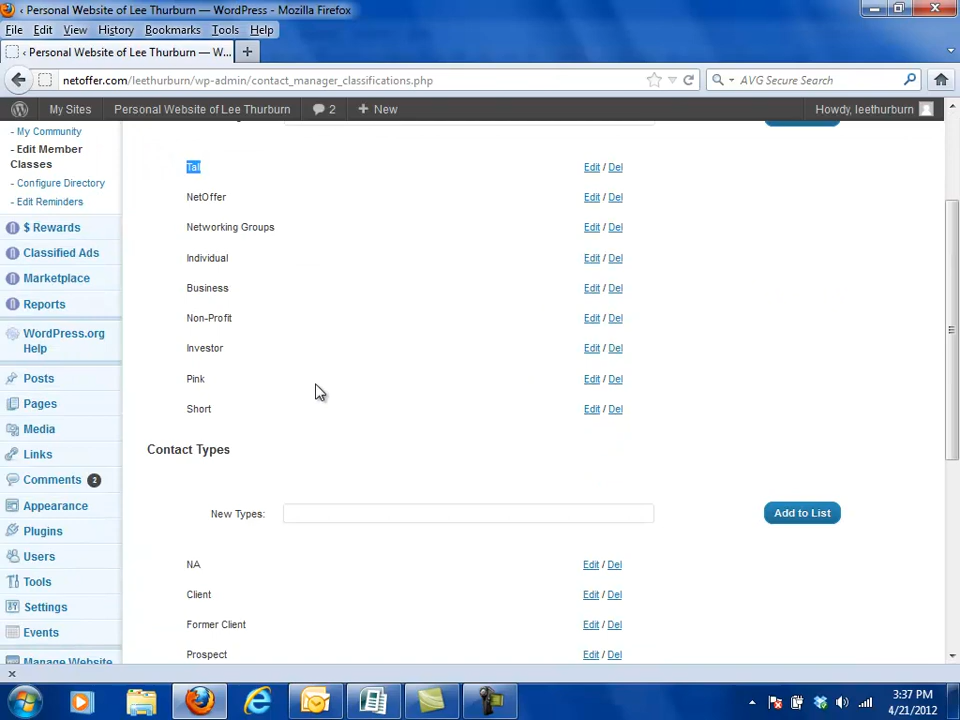 ‹ Personal Website of Lee Thurburn — WordPress - Mozilla Firefox
File Edit View History Bookmarks Tools Help
‹ Personal Website of Lee Thurburn — W... +
netoffer.com/leethurburn/wp-admin/contact_manager_classifications.php
AVG Secure Search
My Sites Personal Website of Lee Thurburn 2 + New Howdy, leethurburn
- My Community
- Edit Member
Classes
- Configure Directory
- Edit Reminders
$ Rewards
Classified Ads
Marketplace
Reports
WordPress.org
Help
Posts
Pages
Media
Links
Comments 2
Appearance
Plugins
Users
Tools
Settings
Events
Manage Website
Tall Edit / Del
NetOffer Edit / Del
Networking Groups Edit / Del
Individual Edit / Del
Business Edit / Del
Non-Profit Edit / Del
Investor Edit / Del
Pink Edit / Del
Short Edit / Del
Contact Types
New Types: Add to List
NA Edit / Del
Client Edit / Del
Former Client Edit / Del
Prospect Edit / Del
3:37 PM
4/21/2012